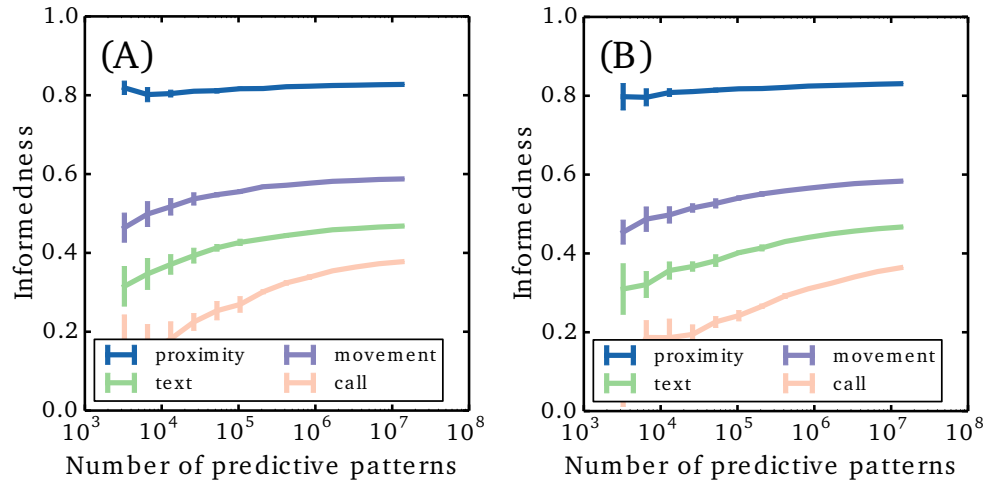 (A)
Informedness
1.0
0.8
0.6
0.4
0.2
0.0
proximity movement
text call
10^3 10^4 10^5 10^6 10^7 10^8
Number of predictive patterns
(B)
Informedness
1.0
0.8
0.6
0.4
0.2
0.0
proximity movement
text call
10^3 10^4 10^5 10^6 10^7 10^8
Number of predictive patterns